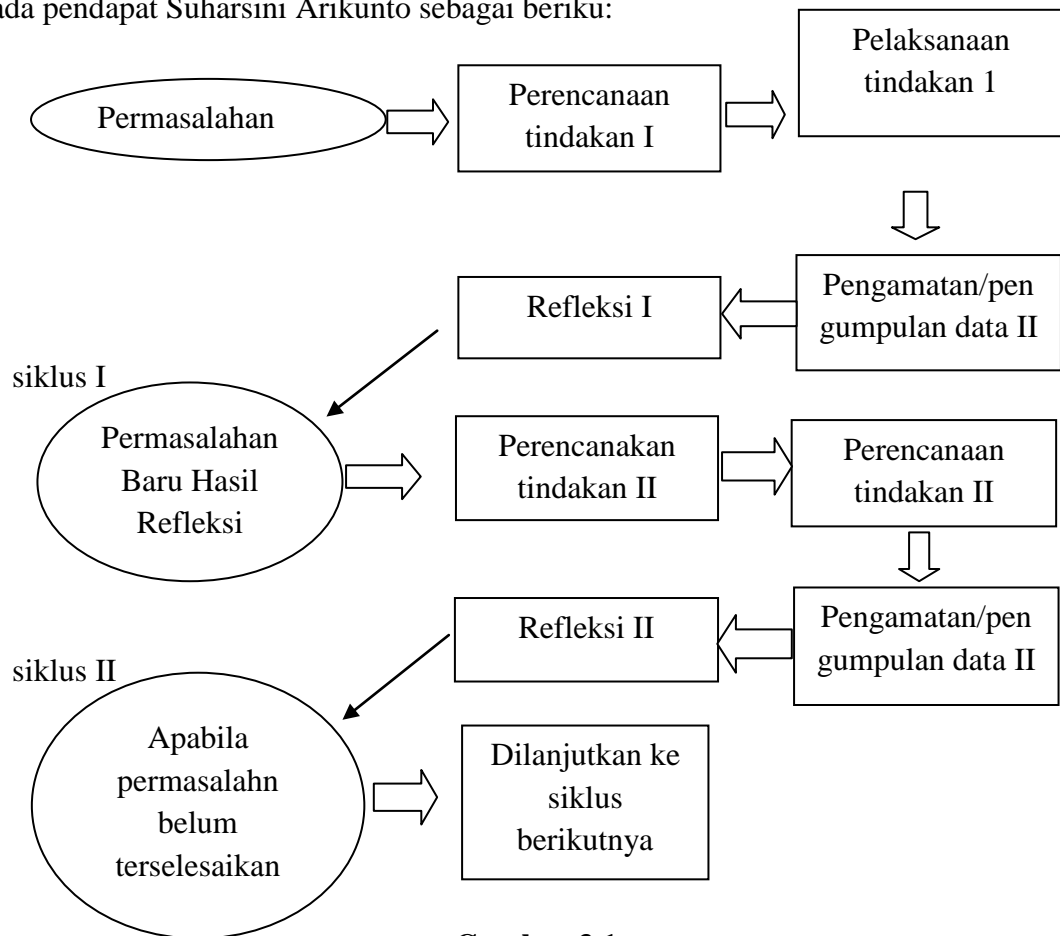 ada pendapat Suharsini Arikunto sebagai beriku:
Permasalahan
Perencanaan
tindakan I
Pelaksanaan
tindakan 1
Pengamatan/pen
gumpulan data II
Refleksi I
siklus I
Permasalahan
Baru Hasil
Refleksi
Perencanakan
tindakan II
Perencanaan
tindakan II
Pengamatan/pen
gumpulan data II
Refleksi II
siklus II
Apabila
permasalahn
belum
terselesaikan
Dilanjutkan ke
siklus
berikutnya